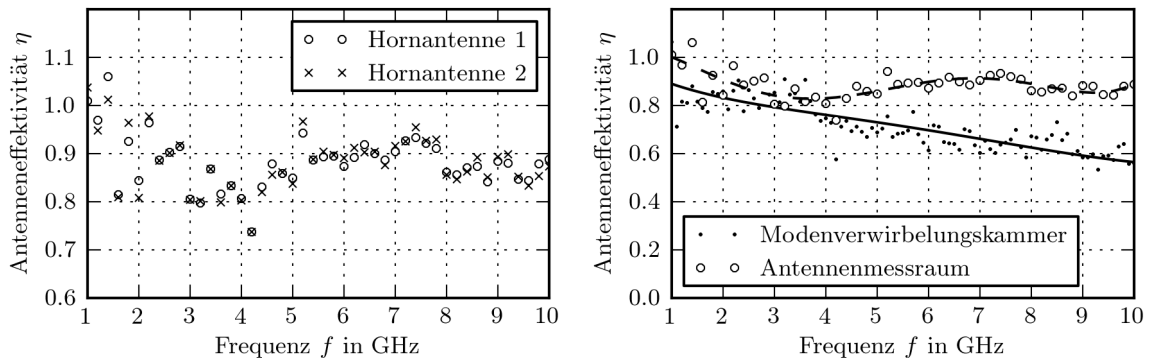 Antenneneffektivität η
1.1
1.0
0.9
0.8
0.7
0.6
Hornantenne 1
Hornantenne 2
1 2 3 4 5 6 7 8 9 10
Frequenz f in GHz
Antenneneffektivität η
1.0
0.8
0.6
0.4
0.2
0.0
Modenverwirbelungskammer
Antennenmessraum
1 2 3 4 5 6 7 8 9 10
Frequenz f in GHz